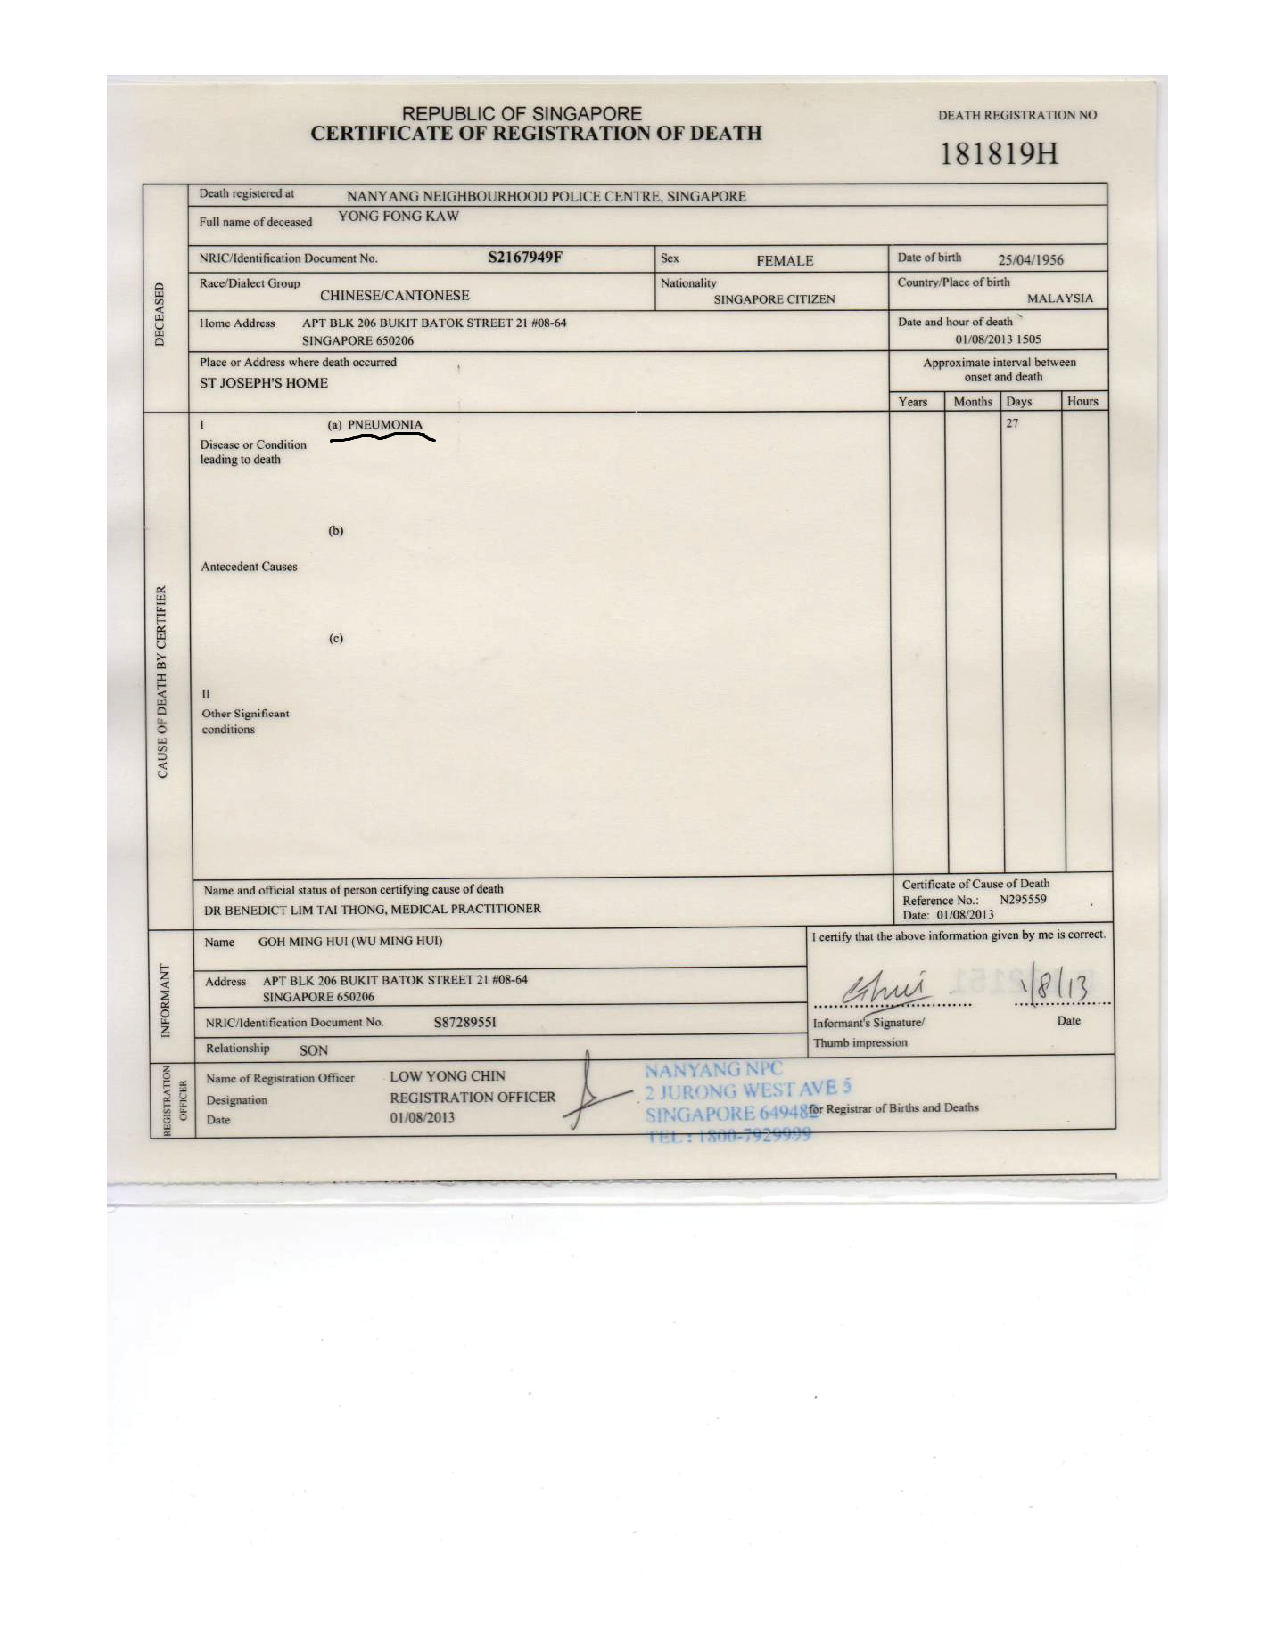 REPUBLIC OF SINGAPORE
CERTIFICATE OF REGISTRATION OF DEATH
DEATH REGISTRATION NO
181819H
DECEASED
Death registered at NANYANG NEIGHBOURHOOD POLICE CENTRE, SINGAPORE
Full name of deceased YONG FONG KAW
NRIC/Identification Document No. S2167949F Sex FEMALE Date of birth 25/04/1956
Race/Dialect Group CHINESE/CANTONESE Nationality SINGAPORE CITIZEN Country/Place of birth MALAYSIA
Home Address APT BLK 206 BUKIT BATOK STREET 21 #08-64
SINGAPORE 650206
Date and hour of death
01/08/2013 1505
Place or Address where death occurred
ST JOSEPH'S HOME
Approximate interval between
onset and death
Years Months Days Hours
CAUSE OF DEATH BY CERTIFIER
I (a) PNEUMONIA 27
Disease or Condition
leading to death
(b)
Antecedent Causes
(c)
II
Other Significant
conditions
Name and official status of person certifying cause of death
DR BENEDICT LIM TAI THONG, MEDICAL PRACTITIONER
Certificate of Cause of Death
Reference No.: N295559
Date: 01/08/2013
INFORMANT
Name GOH MING HUI (WU MING HUI)
Address APT BLK 206 BUKIT BATOK STREET 21 #08-64
SINGAPORE 650206
NRIC/Identification Document No. S8728955I
Relationship SON
I certify that the above information given by me is correct.
1/8/13
Informant's Signature/ Date
Thumb impression
REGISTRATION
OFFICER
Name of Registration Officer LOW YONG CHIN
Designation REGISTRATION OFFICER
Date 01/08/2013
NANYANG NPC
2 JURONG WEST AVE 5
SINGAPORE 649482
TEL : 1800-7929999
for Registrar of Births and Deaths